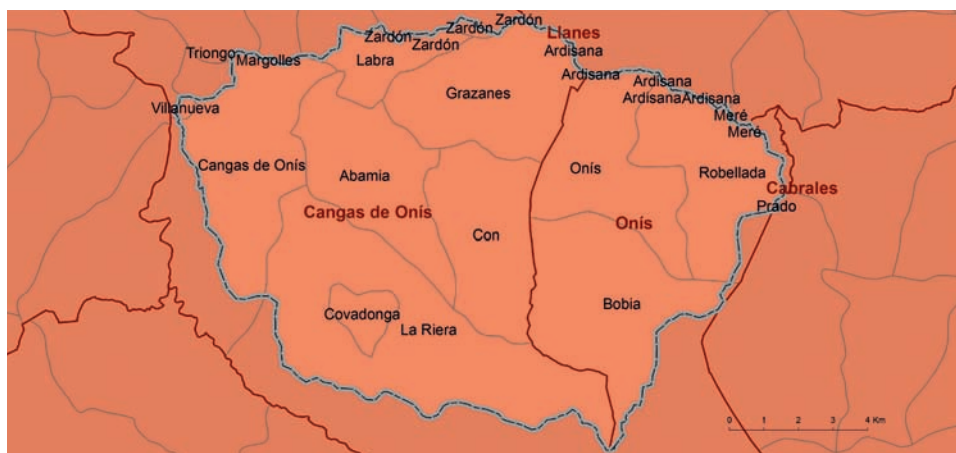 Zardón
Zardón
Zardón
Zardón
Llanes
Triongo
Margolles
Labra
Ardisana
Ardisana
Ardisana
Grazanes
Ardisana
Ardisana
Villanueva
Meré
Meré
Cangas de Onís
Abamia
Onís
Robellada
Cabrales
Prado
Cangas de Onís
Con
Onís
Covadonga
La Riera
Bobia
0 1 2 4 Km